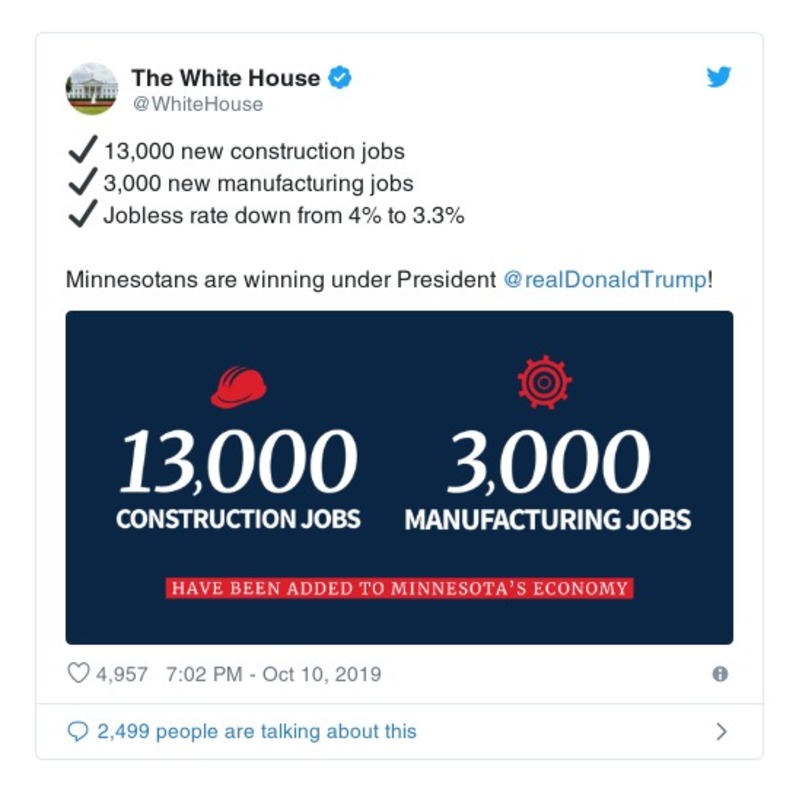 The White House
@WhiteHouse
✔ 13,000 new construction jobs
✔ 3,000 new manufacturing jobs
✔ Jobless rate down from 4% to 3.3%
Minnesotans are winning under President @realDonaldTrump!
13,000 3,000
CONSTRUCTION JOBS MANUFACTURING JOBS
HAVE BEEN ADDED TO MINNESOTA'S ECONOMY
4,957 7:02 PM - Oct 10, 2019
2,499 people are talking about this